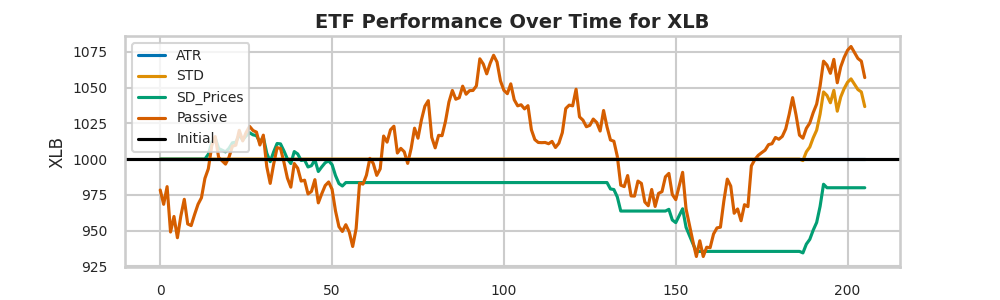 ETF Performance Over Time for XLB
XLB
1075
1050
1025
1000
975
950
925
ATR
STD
SD_Prices
Passive
Initial
0
50
100
150
200